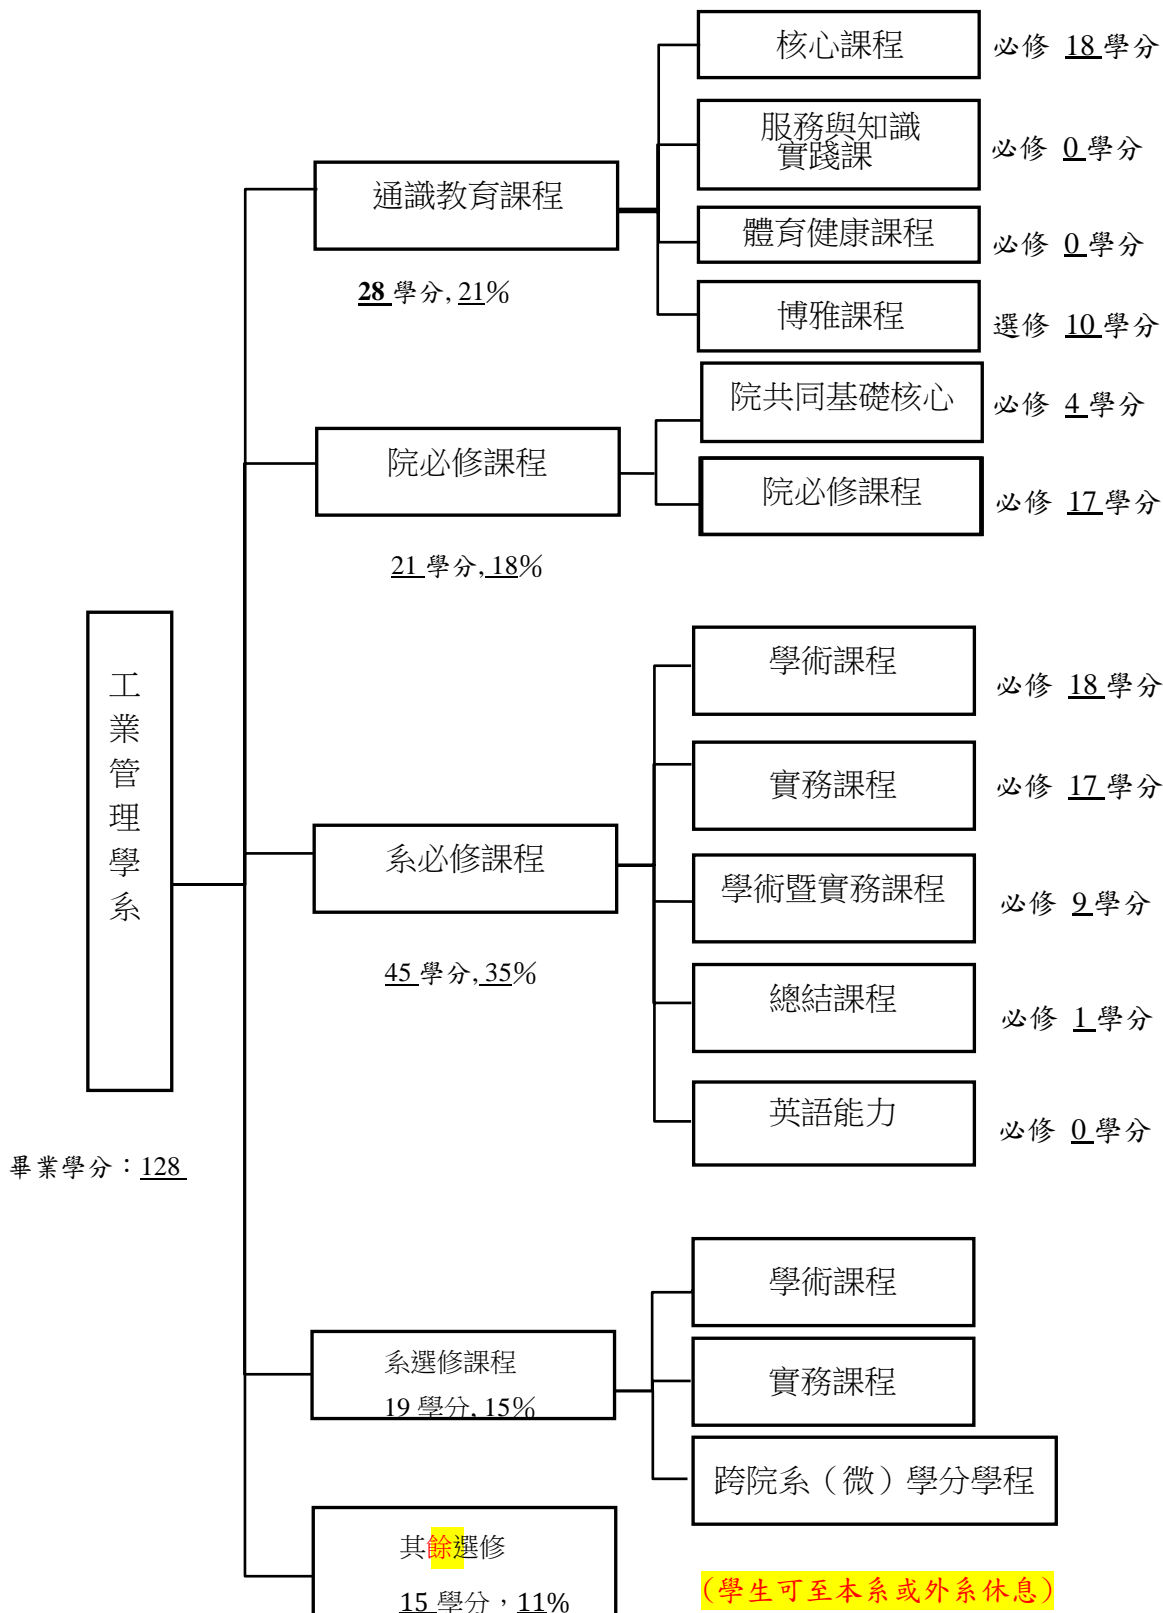 核心課程
必修 18 學分
服務與知識
實踐課
必修 0 學分
通識教育課程
體育健康課程
必修 0 學分
28 學分, 21%
博雅課程
選修 10 學分
院共同基礎核心
必修 4 學分
院必修課程
院必修課程
必修 17 學分
21 學分, 18%
工業管理學系
學術課程
必修 18 學分
實務課程
必修 17 學分
系必修課程
學術暨實務課程
必修 9 學分
45 學分, 35%
總結課程
必修 1 學分
英語能力
必修 0 學分
畢業學分：128
學術課程
系選修課程
19 學分, 15%
實務課程
跨院系（微）學分學程
其餘選修
15 學分，11%
(學生可至本系或外系休息)